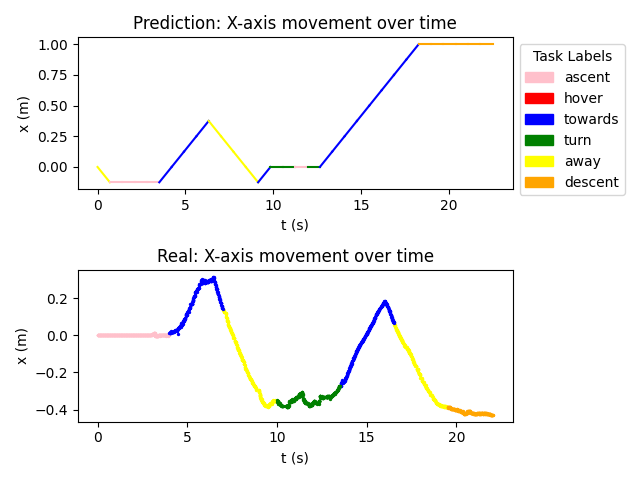 Prediction: X-axis movement over time
1.00
0.75
0.50
0.25
0.00
x (m)
0 5 10 15 20
t (s)
Task Labels
ascent
hover
towards
turn
away
descent
Real: X-axis movement over time
0.2
0.0
−0.2
−0.4
x (m)
0 5 10 15 20
t (s)